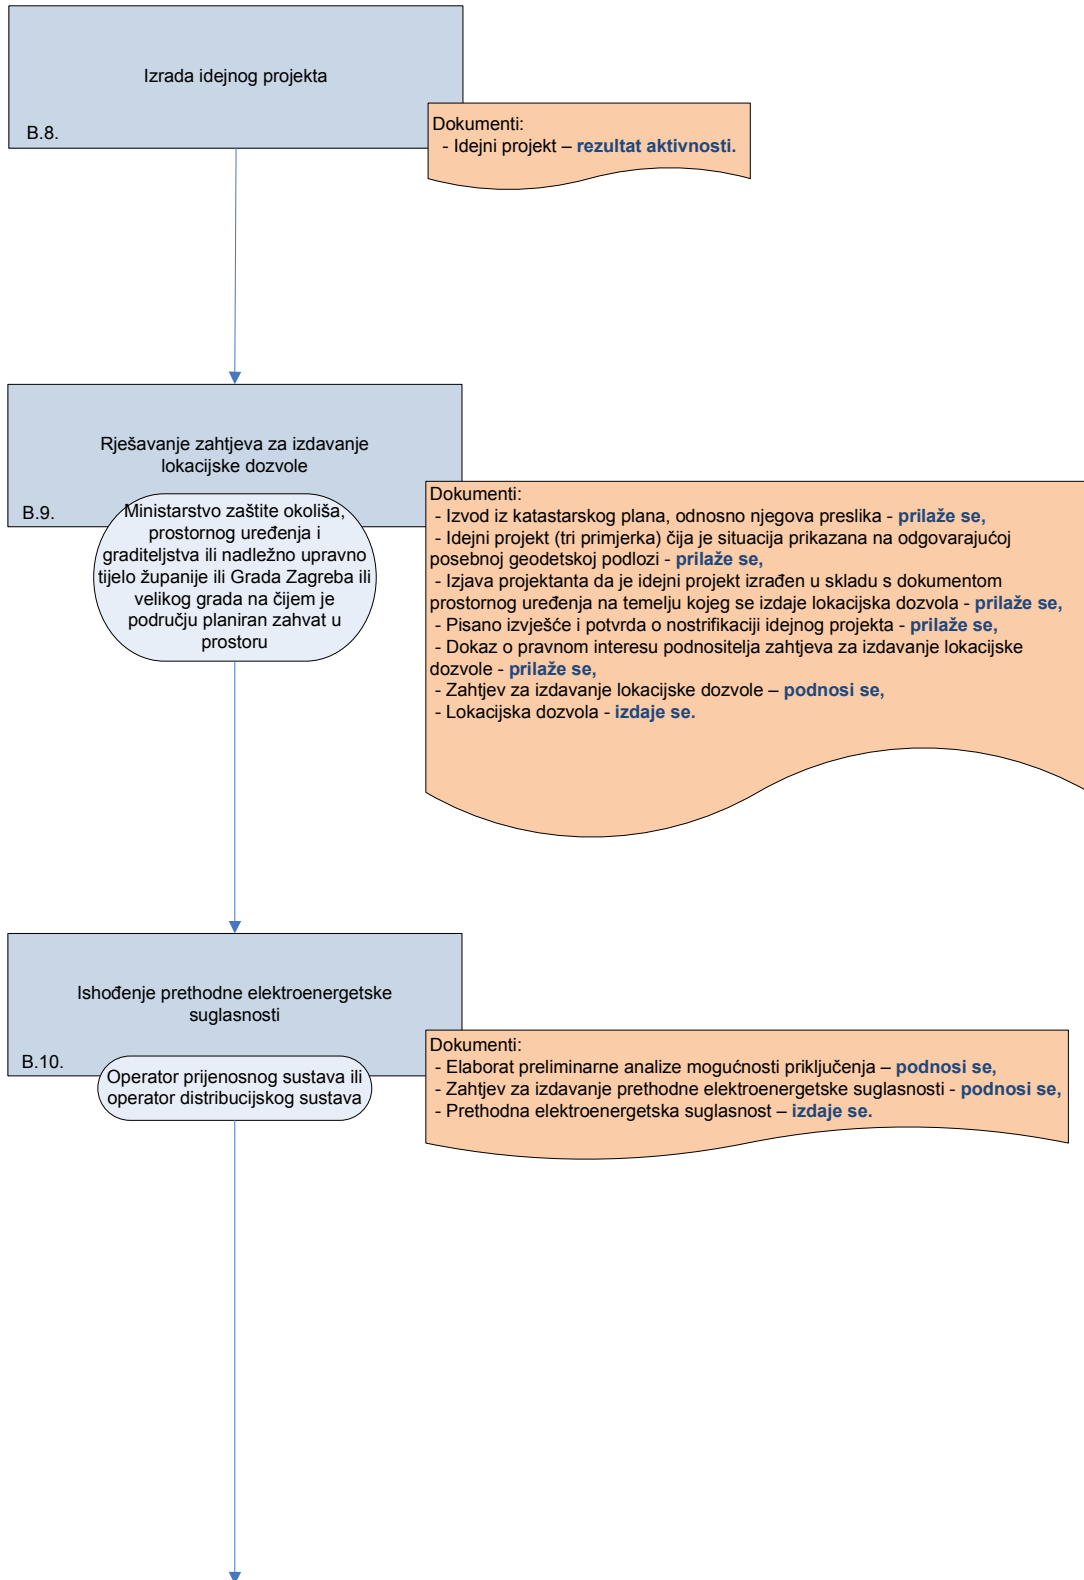 Izrada idejnog projekta
B.8.
Dokumenti:
- Idejni projekt – rezultat aktivnosti.
Rješavanje zahtjeva za izdavanje
lokacijske dozvole
B.9.
Ministarstvo zaštite okoliša,
prostornog uređenja i
graditeljstva ili nadležno upravno
tijelo županije ili Grada Zagreba ili
velikog grada na čijem je
području planiran zahvat u
prostoru
Dokumenti:
- Izvod iz katastarskog plana, odnosno njegova preslika - prilaže se,
- Idejni projekt (tri primjerka) čija je situacija prikazana na odgovarajućoj
posebnoj geodetskoj podlozi - prilaže se,
- Izjava projektanta da je idejni projekt izrađen u skladu s dokumentom
prostornog uređenja na temelju kojeg se izdaje lokacijska dozvola - prilaže se,
- Pisano izvješće i potvrda o nostrifikaciji idejnog projekta - prilaže se,
- Dokaz o pravnom interesu podnositelja zahtjeva za izdavanje lokacijske
dozvole - prilaže se,
- Zahtjev za izdavanje lokacijske dozvole – podnosi se,
- Lokacijska dozvola - izdaje se.
Ishođenje prethodne elektroenergetske
suglasnosti
B.10.
Operator prijenosnog sustava ili
operator distribucijskog sustava
Dokumenti:
- Elaborat preliminarne analize mogućnosti priključenja – podnosi se,
- Zahtjev za izdavanje prethodne elektroenergetske suglasnosti - podnosi se,
- Prethodna elektroenergetska suglasnost – izdaje se.